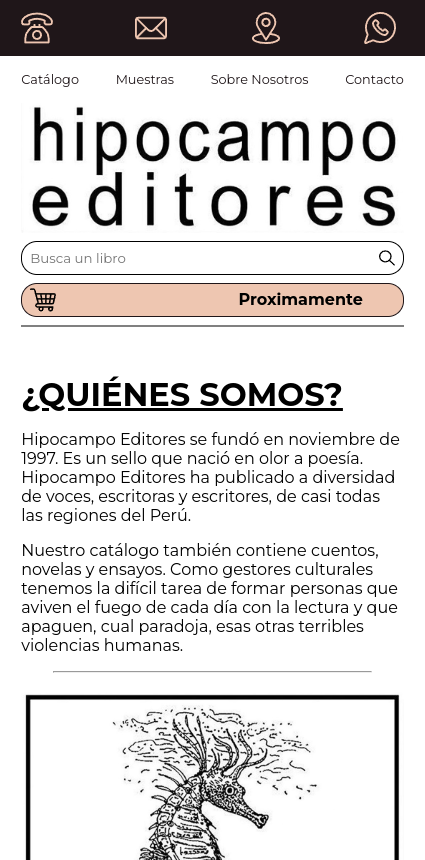 Catálogo Muestras Sobre Nosotros Contacto
hipocampo
editores
Busca un libro
Proximamente
¿QUIÉNES SOMOS?
Hipocampo Editores se fundó en noviembre de
1997. Es un sello que nació en olor a poesía.
Hipocampo Editores ha publicado a diversidad
de voces, escritoras y escritores, de casi todas
las regiones del Perú.
Nuestro catálogo también contiene cuentos,
novelas y ensayos. Como gestores culturales
tenemos la difícil tarea de formar personas que
aviven el fuego de cada día con la lectura y que
apaguen, cual paradoja, esas otras terribles
violencias humanas.